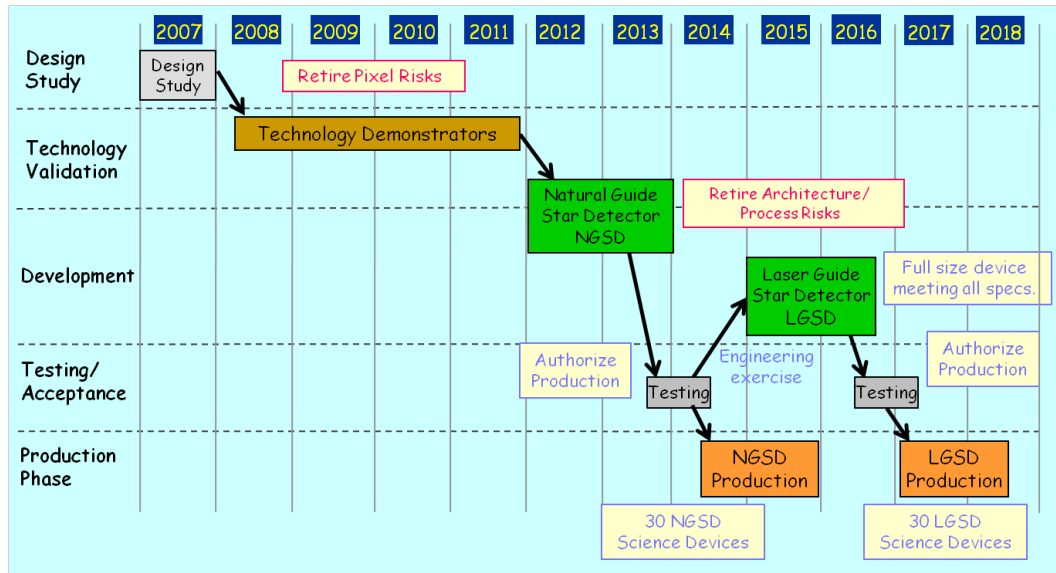 2007 2008 2009 2010 2011 2012 2013 2014 2015 2016 2017 2018
Design
Study
Design
Study
Retire Pixel Risks
Technology
Validation
Technology Demonstrators
Natural Guide
Star Detector
NGSD
Retire Architecture/
Process Risks
Development
Laser Guide
Star Detector
LGSD
Full size device
meeting all specs.
Testing/
Acceptance
Authorize
Production
Testing
Engineering
exercise
Testing
Authorize
Production
Production
Phase
NGSD
Production
LGSD
Production
30 NGSD
Science Devices
30 LGSD
Science Devices